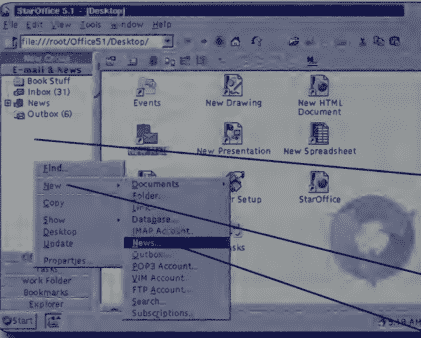 StarOffice 5.1 - [Desktop]
File Edit View Tools Window Help
file:///root/Office51/Desktop/
E-mail & News
Book Stuff
Inbox (31)
News
Outbox (6)
Events
New Drawing
New HTML
Document
New Presentation
New Spreadsheet
Setup
StarOffice
Find...
New
Copy
Show
Desktop
Update
Properties...
Documents
Folder...
Link...
Database...
IMAP Account...
News...
Outbox...
POP3 Account...
VIM Account...
FTP Account...
Search...
Subscriptions...
Tasks
Work Folder
Bookmarks
Explorer
Start